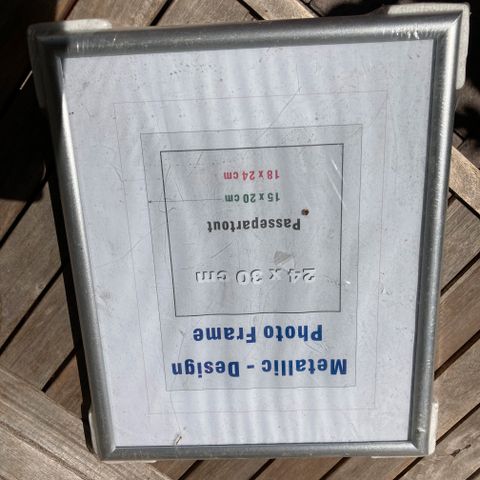 Metallic - Design
Photo Frame
24 x 30 cm
Passepartout
15 x 20 cm
18 x 24 cm